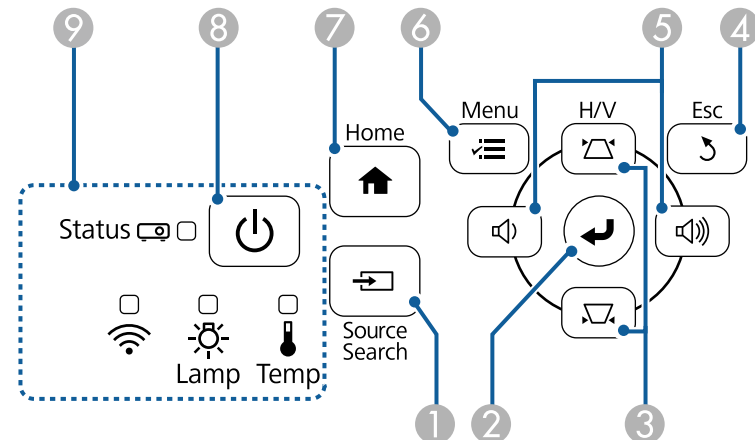 9 8 7 6 5 4
Menu H/V Esc
Home
Status
Source
Search
Lamp Temp
1 2 3